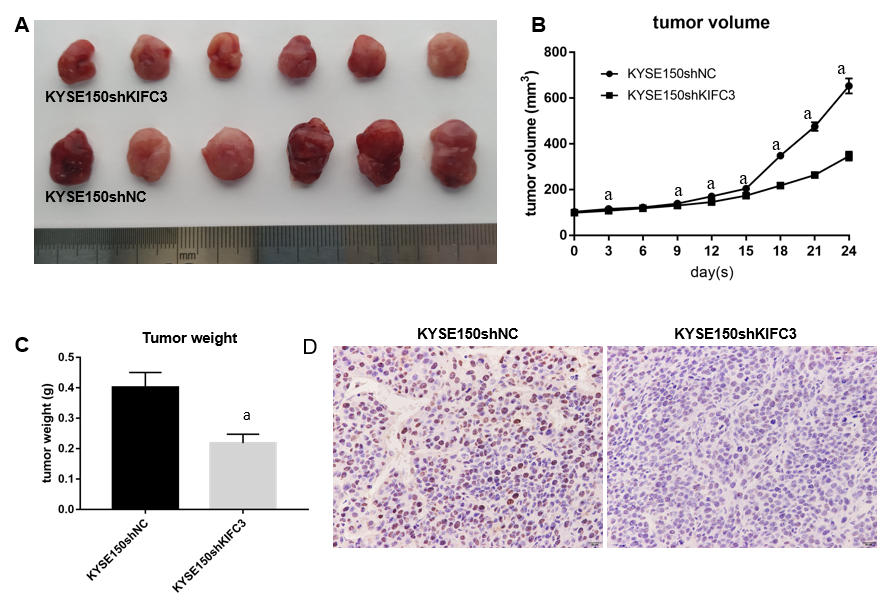 A
KYSE150shKIFC3
KYSE150shNC
mm
B
tumor volume
tumor volume (mm³)
800
600
400
200
0
KYSE150shNC
KYSE150shKIFC3
a
a
a
a
a
a
a
0 3 6 9 12 15 18 21 24
day(s)
C
Tumor weight
tumor weight (g)
0.5
0.4
0.3
0.2
0.1
0.0
a
KYSE150shNC
KYSE150shKIFC3
D
KYSE150shNC
KYSE150shKIFC3